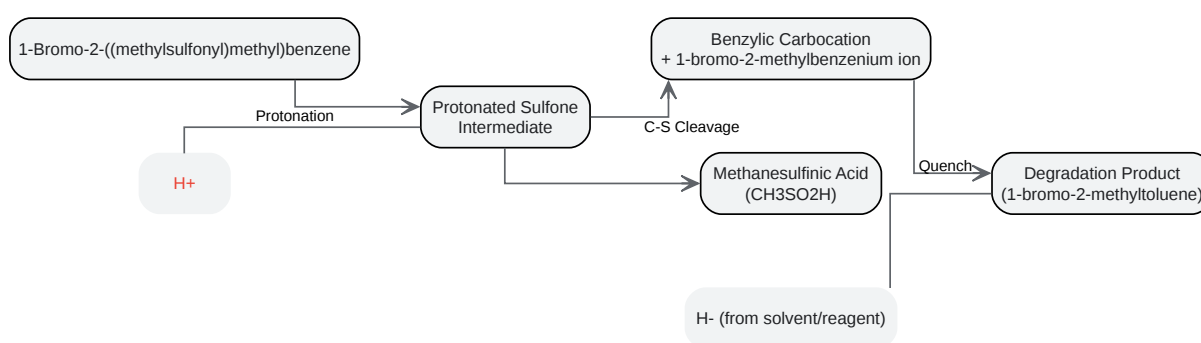 1-Bromo-2-((methylsulfonyl)methyl)benzene
Benzylic Carbocation
+ 1-bromo-2-methylbenzenium ion
Protonation
Protonated Sulfone
Intermediate
C-S Cleavage
H+
Methanesulfinic Acid
(CH3SO2H)
Quench
Degradation Product
(1-bromo-2-methyltoluene)
H- (from solvent/reagent)